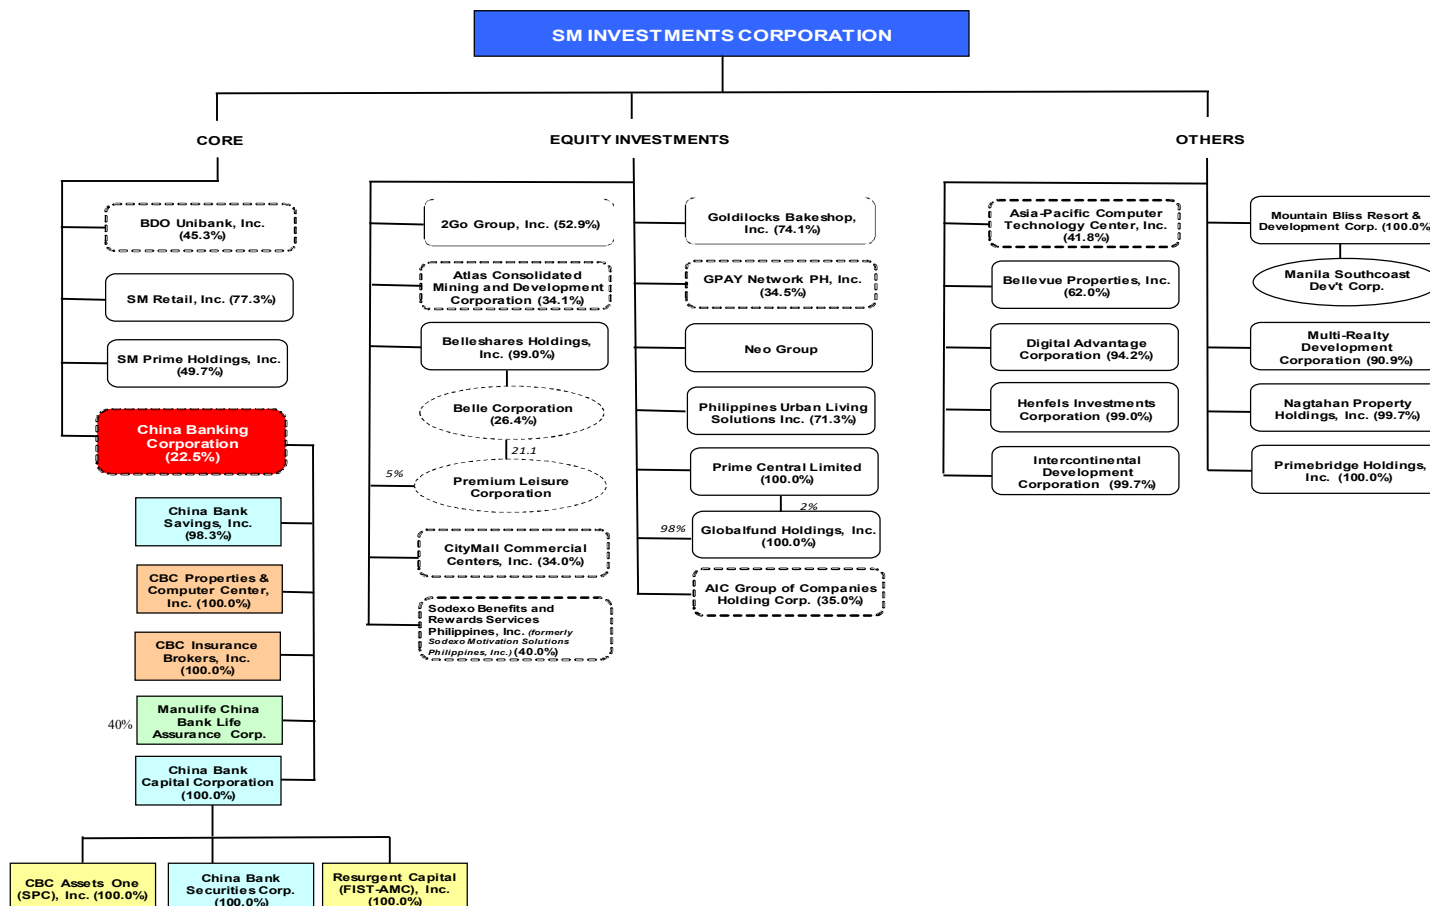 SM INVESTMENTS CORPORATION
CORE
BDO Unibank, Inc.
(45.3%)
SM Retail, Inc. (77.3%)
SM Prime Holdings, Inc.
(49.7%)
China Banking
Corporation
(22.5%)
China Bank
Savings, Inc.
(98.3%)
CBC Properties &
Computer Center,
Inc. (100.0%)
CBC Insurance
Brokers, Inc.
(100.0%)
40%
Manulife China
Bank Life
Assurance Corp.
China Bank
Capital Corporation
(100.0%)
CBC Assets One
(SPC), Inc. (100.0%)
China Bank
Securities Corp.
(100.0%)
Resurgent Capital
(FIST-AMC), Inc.
(100.0%)
EQUITY INVESTMENTS
2Go Group, Inc. (52.9%)
Atlas Consolidated
Mining and Development
Corporation (34.1%)
Belleshares Holdings,
Inc. (99.0%)
Belle Corporation
(26.4%)
21.1
5%
Premium Leisure
Corporation
CityMall Commercial
Centers, Inc. (34.0%)
Sodexo Benefits and
Rewards Services
Philippines, Inc. (formerly
Sodexo Motivation Solutions
Philippines, Inc.) (40.0%)
Goldilocks Bakeshop,
Inc. (74.1%)
GPAY Network PH, Inc.
(34.5%)
Neo Group
Philippines Urban Living
Solutions Inc. (71.3%)
Prime Central Limited
(100.0%)
2%
98%
Globalfund Holdings, Inc.
(100.0%)
AIC Group of Companies
Holding Corp. (35.0%)
OTHERS
Asia-Pacific Computer
Technology Center, Inc.
(41.8%)
Bellevue Properties, Inc.
(62.0%)
Digital Advantage
Corporation (94.2%)
Henfels Investments
Corporation (99.0%)
Intercontinental
Development
Corporation (99.7%)
Mountain Bliss Resort &
Development Corp. (100.0%
Manila Southcoast
Dev't Corp.
Multi-Realty
Development
Corporation (90.9%)
Nagtahan Property
Holdings, Inc. (99.7%)
Primebridge Holdings,
Inc. (100.0%)